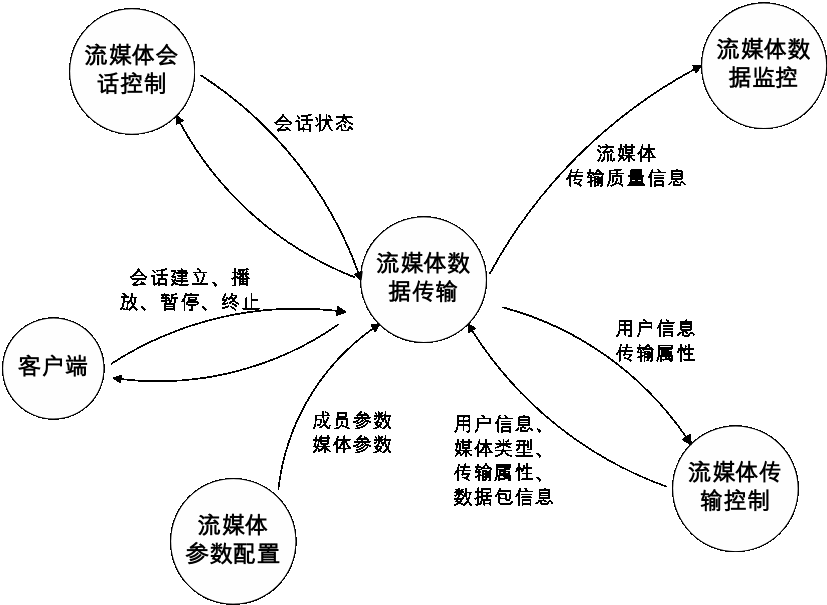 流媒体会
话控制
流媒体数
据监控
会话状态
流媒体
传输质量信息
流媒体数
据传输
会话建立、播
放、暂停、终止
用户信息
传输属性
客户端
成员参数
媒体参数
用户信息、
媒体类型、
传输属性、
数据包信息
流媒体传
输控制
流媒体
参数配置